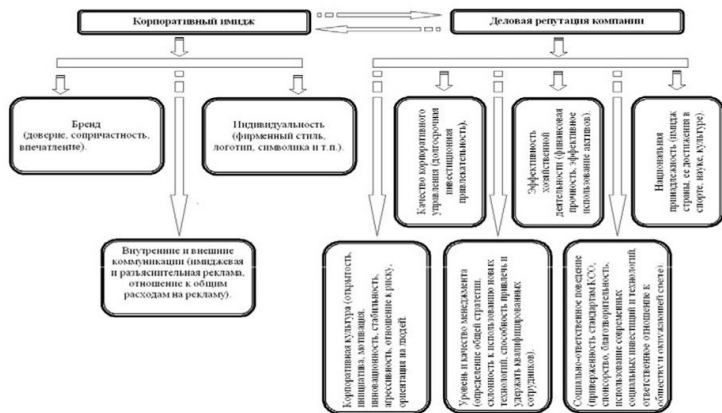 Корпоративный имидж
Деловая репутация компании
Бренд
(доверие, сопричастность,
впечатление).
Индивидуальность
(фирменный стиль,
логотип, символика и т.п.).
Внутренние и внешние
коммуникации (имиджевая
и разъяснительная реклама,
отношение к общим
расходам на рекламу).
Качество корпоративного
управления (долгосрочная
инвестиционная
привлекательность).
Эффективность
хозяйственной
деятельности (финансовая
прочность, эффективное
использование активов).
Национальная
принадлежность (имидж
страны, ее достижения в
спорте, науке, культуре).
Корпоративная культура (открытость,
инициатива, мотивация,
инновационность, стабильность,
агрессивность, отношение к риску,
ориентация на людей.
Уровень и качество менеджмента
(определение общей стратегии,
склонность к использованию новых
технологий, способность привлечь и
удержать квалифицированных
сотрудников).
Социально-ответственное поведение
(приверженность стандартам КСО,
спонсорство, благотворительность,
использование современных
социальных инвестиций и технологий,
ответственное отношение к
обществу и окружающей среде).